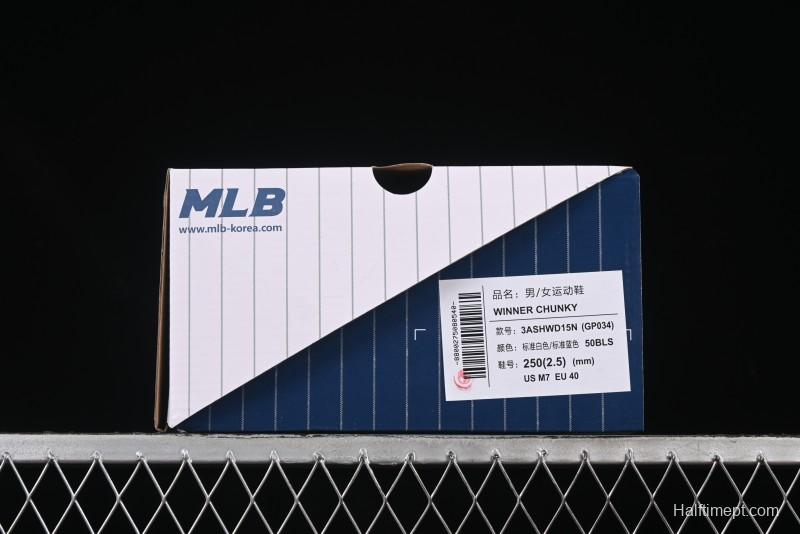 MLB
www.mlb-korea.com
品名：男/女运动鞋
WINNER CHUNKY
款号：3ASHWD15N (GP034)
颜色：标准白色/标准蓝色 50BLS
鞋号：250(2.5) (mm)
US M7 EU 40
Halftimept.com